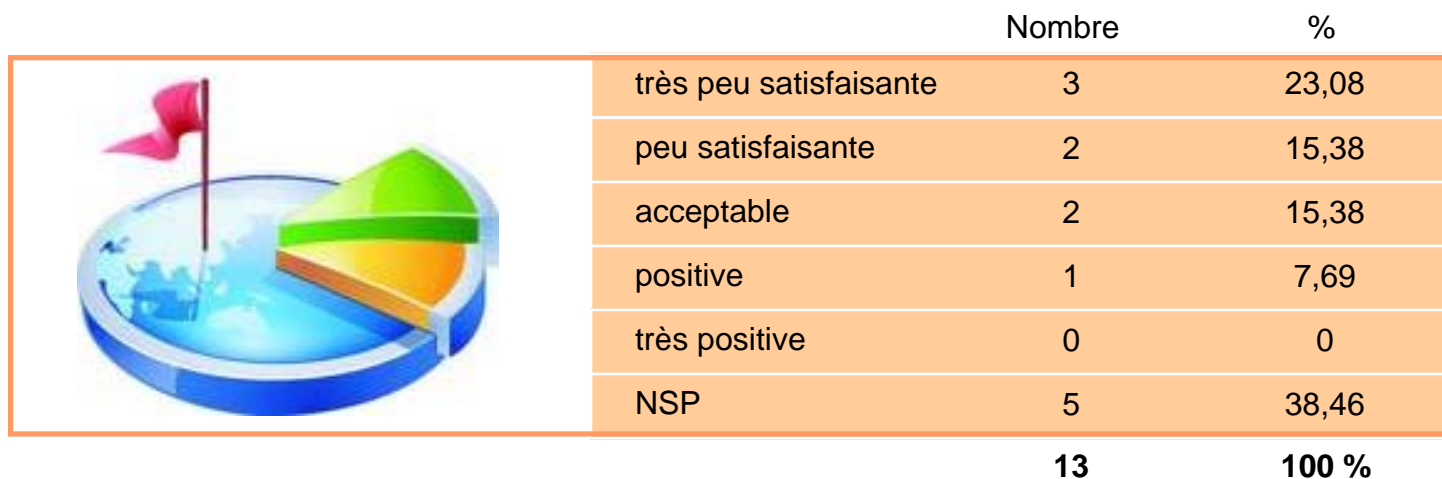 Nombre %
très peu satisfaisante 3 23,08
peu satisfaisante 2 15,38
acceptable 2 15,38
positive 1 7,69
très positive 0 0
NSP 5 38,46
13 100 %